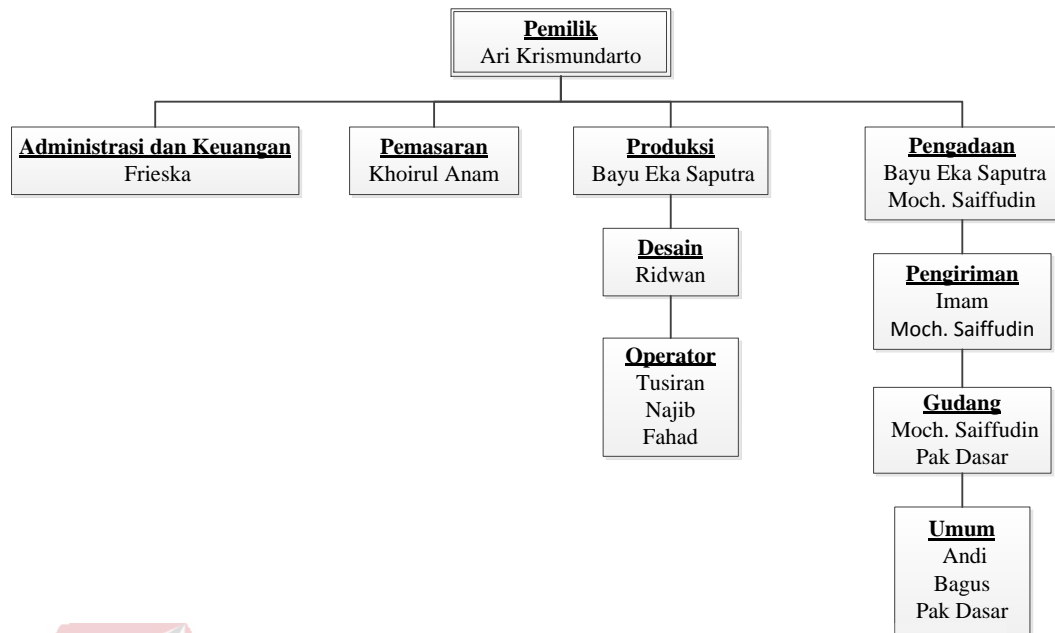 Pemilik
Ari Krismundarto
Administrasi dan Keuangan
Frieska
Pemasaran
Khoirul Anam
Produksi
Bayu Eka Saputra
Desain
Ridwan
Operator
Tusiran
Najib
Fahad
Pengadaan
Bayu Eka Saputra
Moch. Saiffudin
Pengiriman
Imam
Moch. Saiffudin
Gudang
Moch. Saiffudin
Pak Dasar
Umum
Andi
Bagus
Pak Dasar